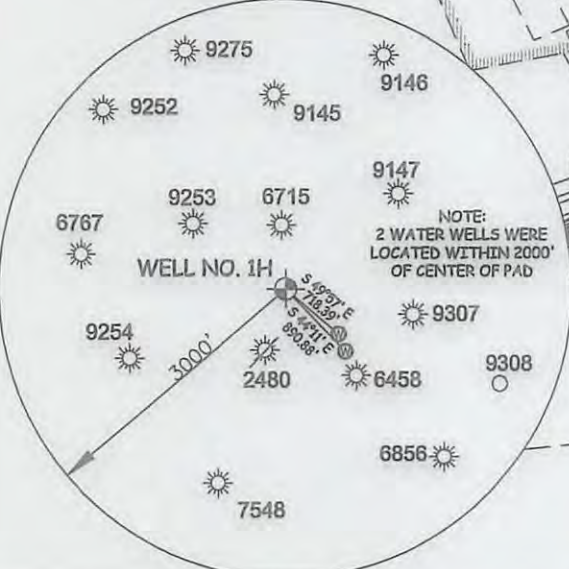 9275
9146
9252
9145
9147
9253
6715
6767
NOTE:
2 WATER WELLS WERE
LOCATED WITHIN 2000'
OF CENTER OF PAD
WELL NO. 1H
S 49°57' E
718.39'
S 44°11' E
890.88'
W
W
9307
9254
3000'
2480
6458
9308
6856
7548